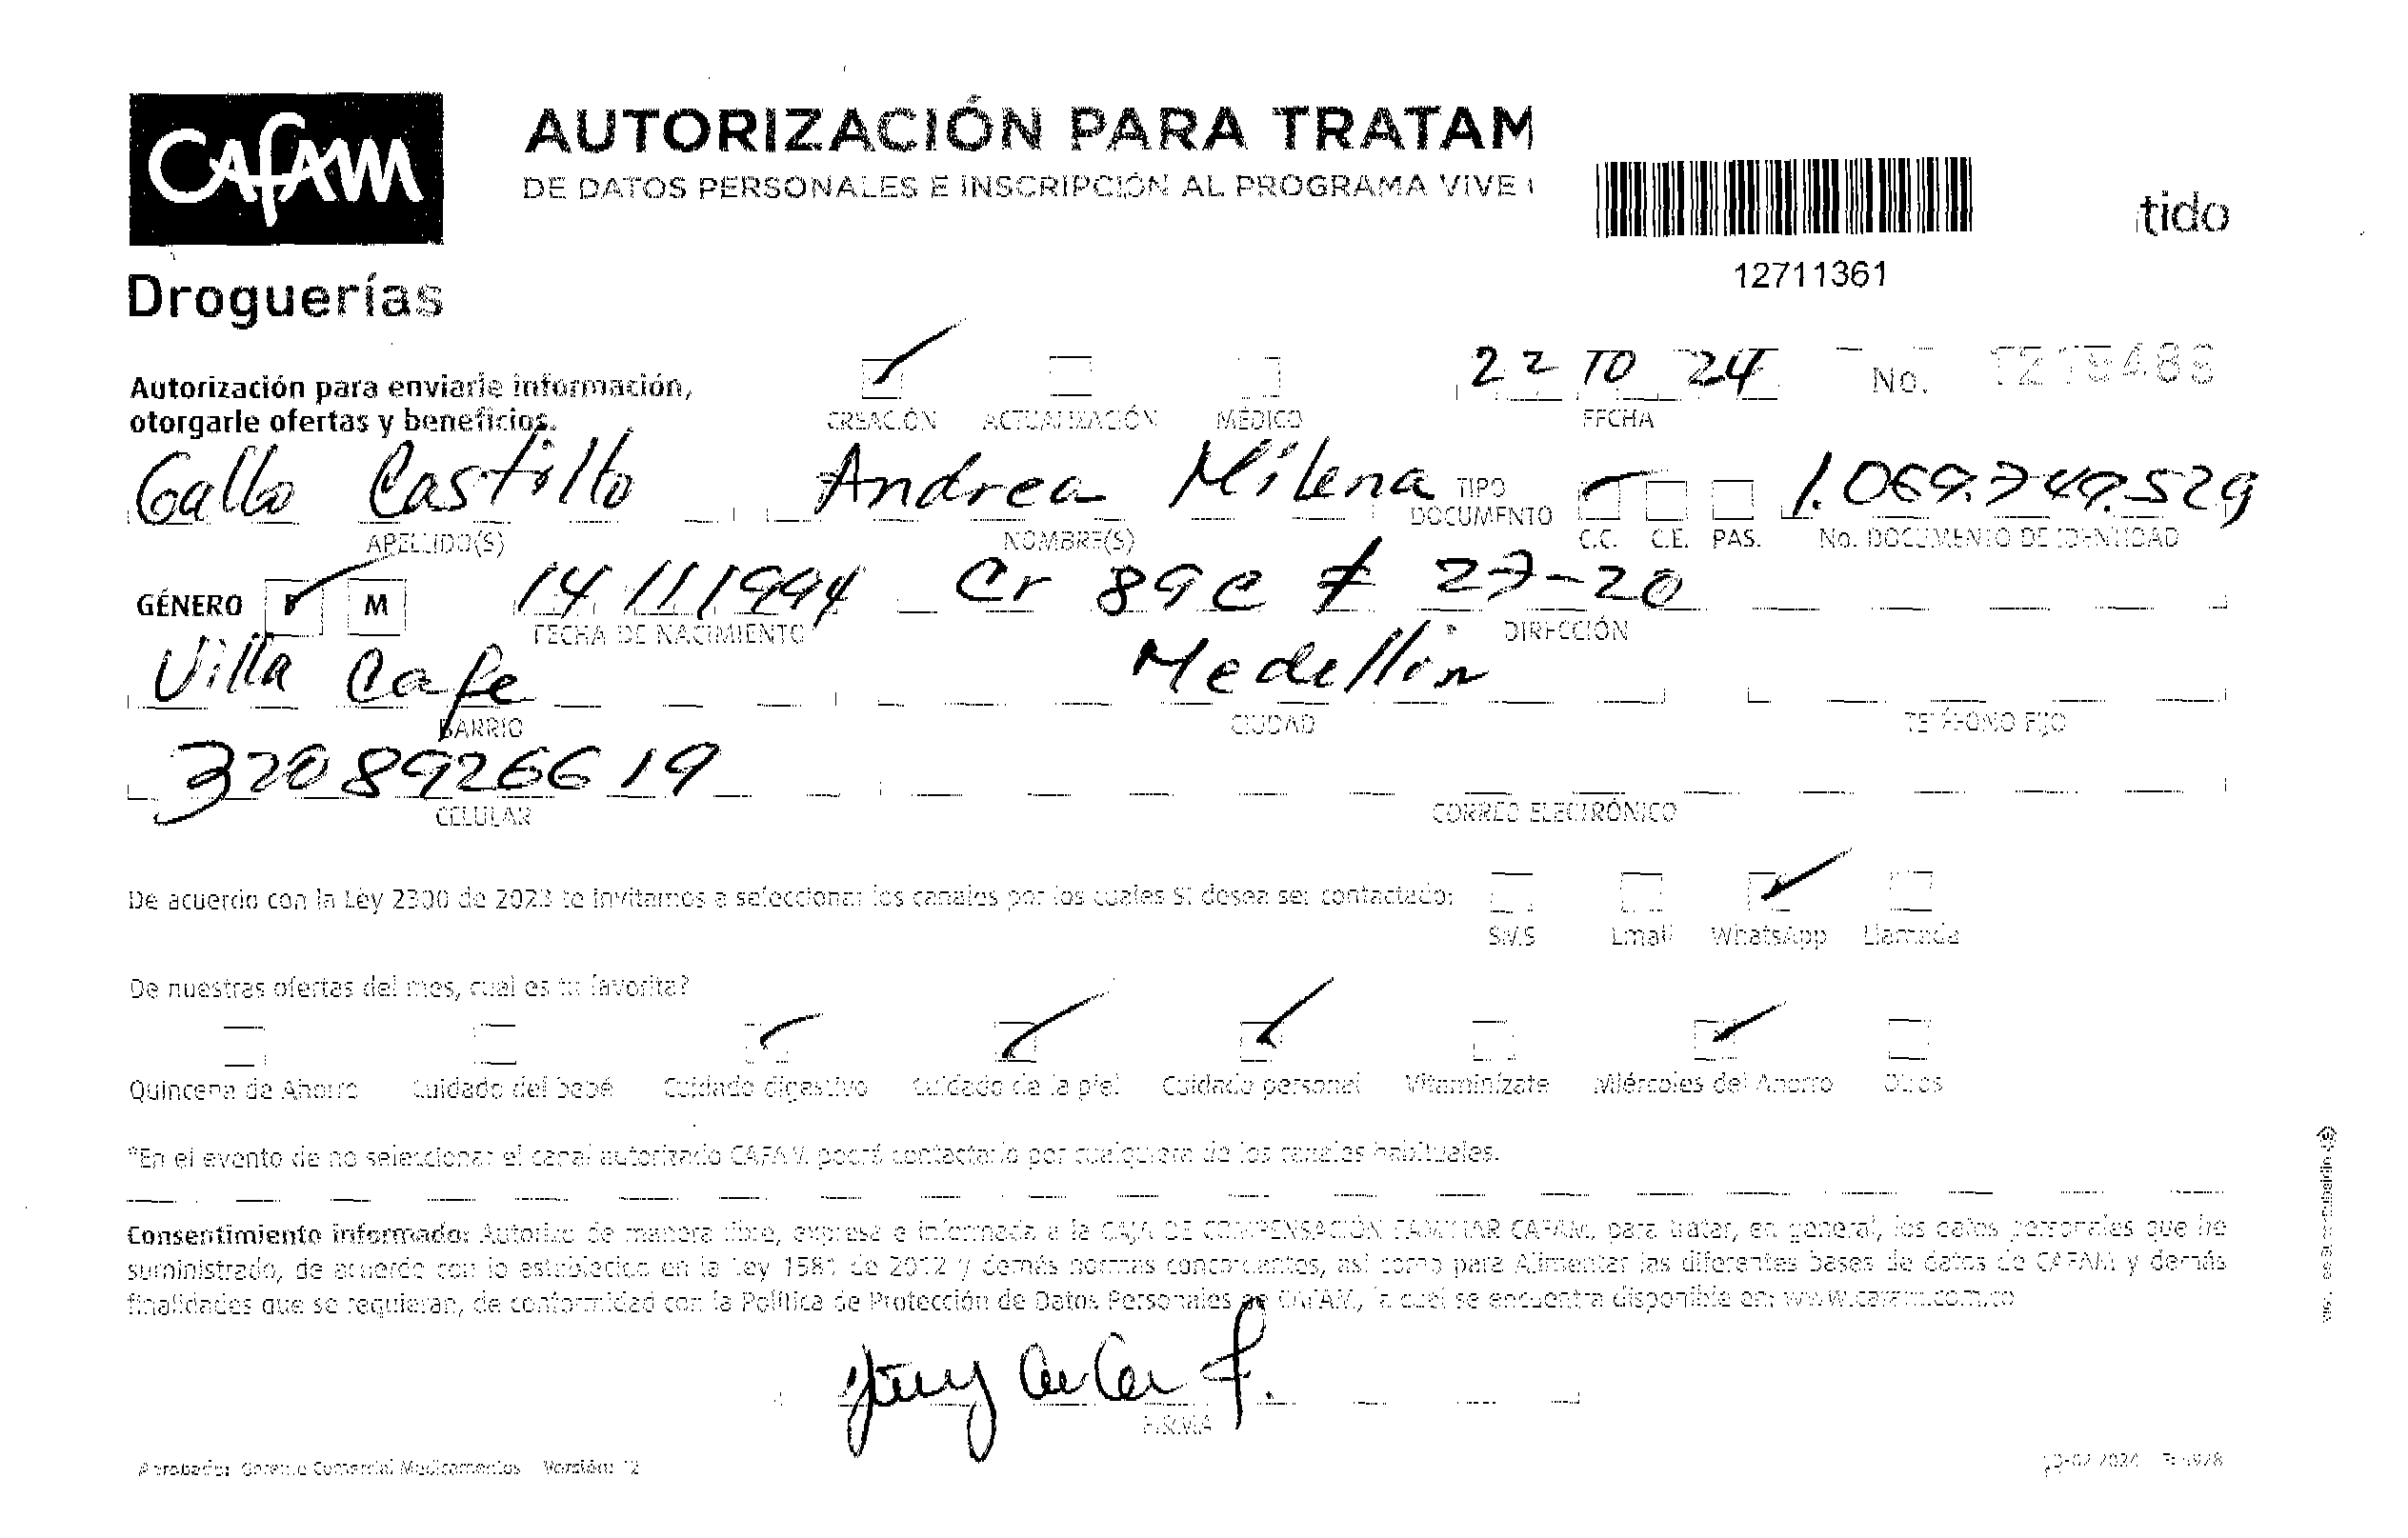 CAFAM
Droguerías
AUTORIZACIÓN PARA TRATAM
DE DATOS PERSONALES E INSCRIPCIÓN AL PROGRAMA VIVE
tido
12711361
Autorización para enviarle información,
otorgarle ofertas y beneficios.
CREACIÓN ACTUALIZACIÓN MÉDICO
22 10 24
FECHA
No.
Gallo Castillo Andrea Milena TIPO DOCUMENTO 1.069.749.529
APELLIDO(S) NOMBRE(S) C.C. C.E. PAS. No. DOCUMENTO DE IDENTIDAD
GÉNERO F M 14/11/1994 Cr 89C # 27-20
FECHA DE NACIMIENTO DIRECCIÓN
Villa Cafe Medellin
BARRIO CIUDAD TELÉFONO FIJO
3208926619
CELULAR CORREO ELECTRÓNICO
De acuerdo con la Ley 2300 de 2023 te invitamos a seleccionar los canales por los cuales SI desea ser contactado:
SMS Email WhatsApp Llamada
De nuestras ofertas del mes, cual es tu favorita?
Quincena de Ahorro Cuidado del bebé Cuidado digestivo Cuidado de la piel Cuidado personal Vitaminízate Miércoles del Ahorro Otros
*En el evento de no seleccionar el canal autorizado CAFAM podrá contactarlo por cualquiera de los canales habituales.
Consentimiento informado: Autorizo de manera libre, expresa e informada a la CAJA DE COMPENSACIÓN FAMILIAR CAFAM, para tratar, en general, los datos personales que he
suministrado, de acuerdo con lo establecido en la Ley 1581 de 2012 y demás normas concordantes, así como para Alimentar las diferentes bases de datos de CAFAM y demás
finalidades que se requieran, de conformidad con la Política de Protección de Datos Personales de CAFAM, la cual se encuentra disponible en: www.cafam.com.co
FIRMA
Aprobado: Gerencia Comercial Medicamentos Versión: 12